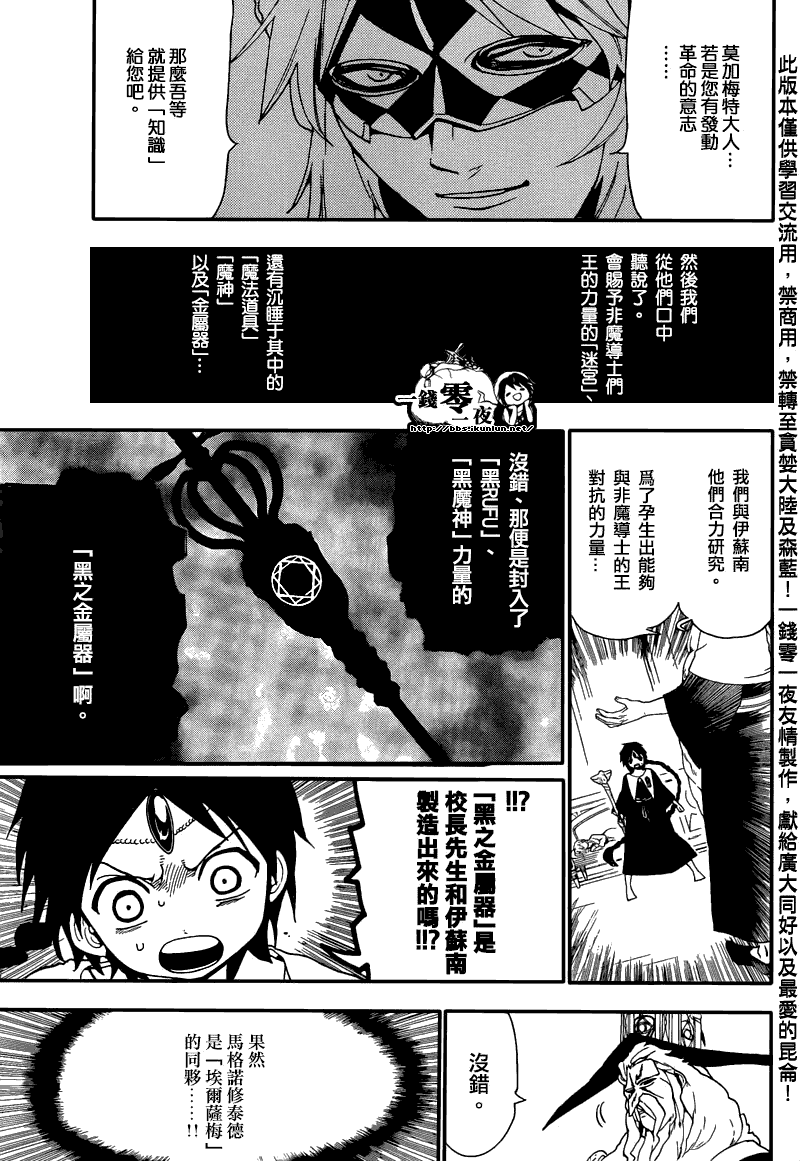 莫加梅特大人…
若是您有發動
革命的意志
……
那麼吾等
就提供「知識」
給您吧。
然後我們
從他們口中
聽說了。
會賜予非魔導士們
王的力量的「迷宮」、
還有沉睡于其中的
「魔法道具」
「魔神」
以及「金屬器」…
一錢零一夜
http://bbs.ikunlun.net/
我們與伊蘇南
他們合力研究。
爲了孕生出能夠
與非魔導士的王
對抗的力量…
沒錯、那便是封入了
「黑RUFU」、
「黑魔神」力量的
「黑之金屬器」啊。
!!?
「黑之金屬器」是
校長先生和伊蘇南
製造出來的嗎!!?
沒錯。
果然
馬格諾修泰德
是「埃爾薩梅」
的同夥……!!
此版本僅供學習交流用，禁商用，禁轉至貪婪大陸及森藍！一錢零一夜友情製作，獻給廣大同好以及最愛的昆侖！